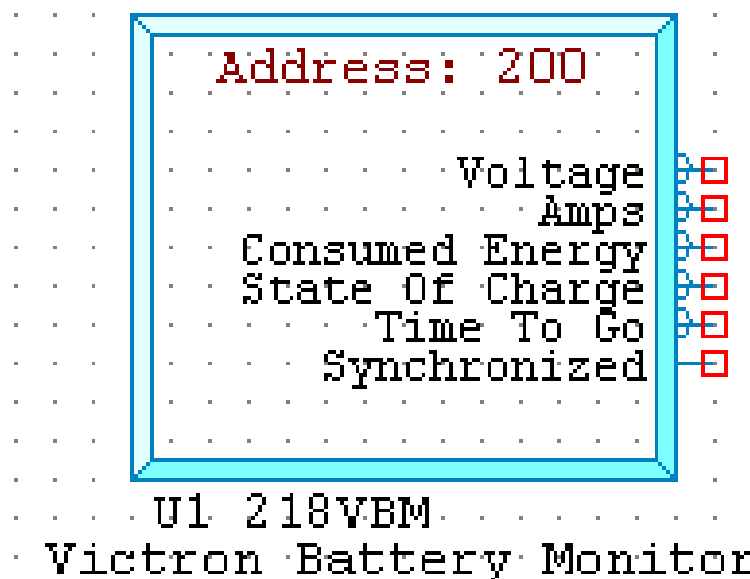 Address: 200
Voltage
Amps
Consumed Energy
State Of Charge
Time To Go
Synchronized
U1 218VBM
Victron Battery Monitor